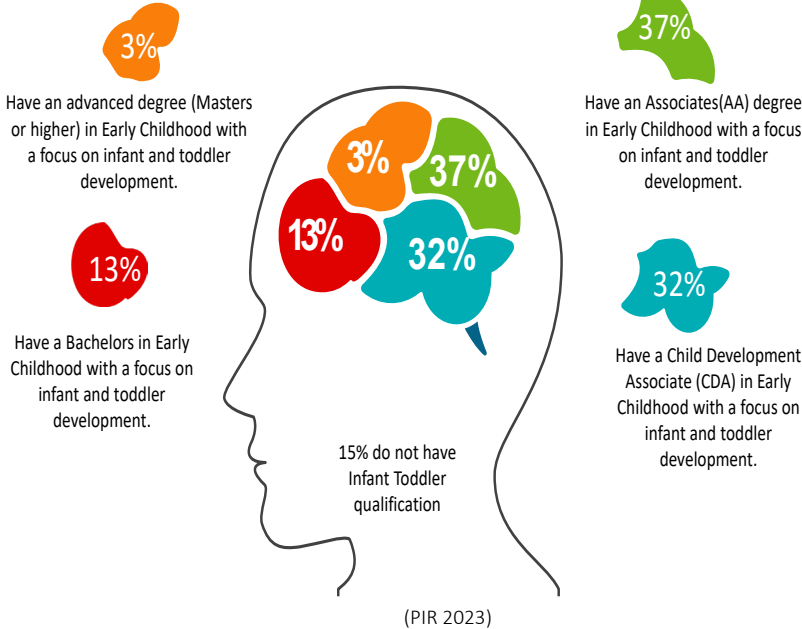 3%
Have an advanced degree (Masters
or higher) in Early Childhood with
a focus on infant and toddler
development.
13%
Have a Bachelors in Early
Childhood with a focus on
infant and toddler
development.
3%
37%
13%
32%
15% do not have
Infant Toddler
qualification
37%
Have an Associates(AA) degree
in Early Childhood with a focus
on infant and toddler
development.
32%
Have a Child Development
Associate (CDA) in Early
Childhood with a focus on
infant and toddler
development.
(PIR 2023)